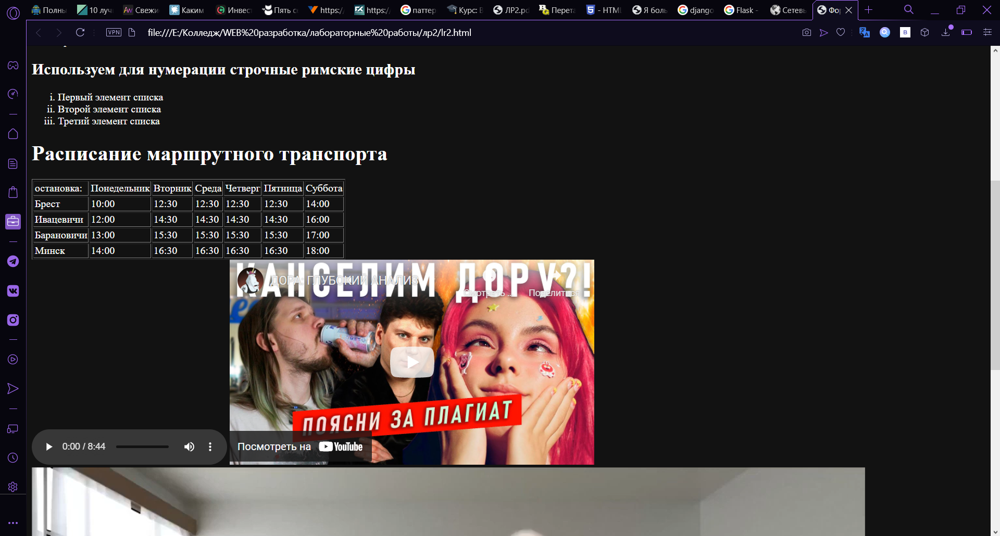 Полны
10 луч
Свежи
Каким
Инвес
Пять с
https:/
https:/
паттер
Курс: В
ЛР2.pd
Перета
- HTML
Я боль
django
Flask -
Сетевь
Фор
VPN
file:///E:/Колледж/WEB%20разработка/лабораторные%20работы/лр2/lr2.html
Используем для нумерации строчные римские цифры
i. Первый элемент списка
ii. Второй элемент списка
iii. Третий элемент списка
Расписание маршрутного транспорта
остановка: Понедельник Вторник Среда Четверг Пятница Суббота
Брест 10:00 12:30 12:30 12:30 12:30 14:00
Ивацевичи 12:00 14:30 14:30 14:30 14:30 16:00
Барановичи 13:00 15:30 15:30 15:30 15:30 17:00
Минск 14:00 16:30 16:30 16:30 16:30 18:00
КАНСЕЛИМ ДОРУ?!
ДОРА: ГЛУБОКИЙ АНАЛИЗ
Смотреть ...
Поделиться
ПОЯСНИ ЗА ПЛАГИАТ
0:00 / 8:44
Посмотреть на YouTube